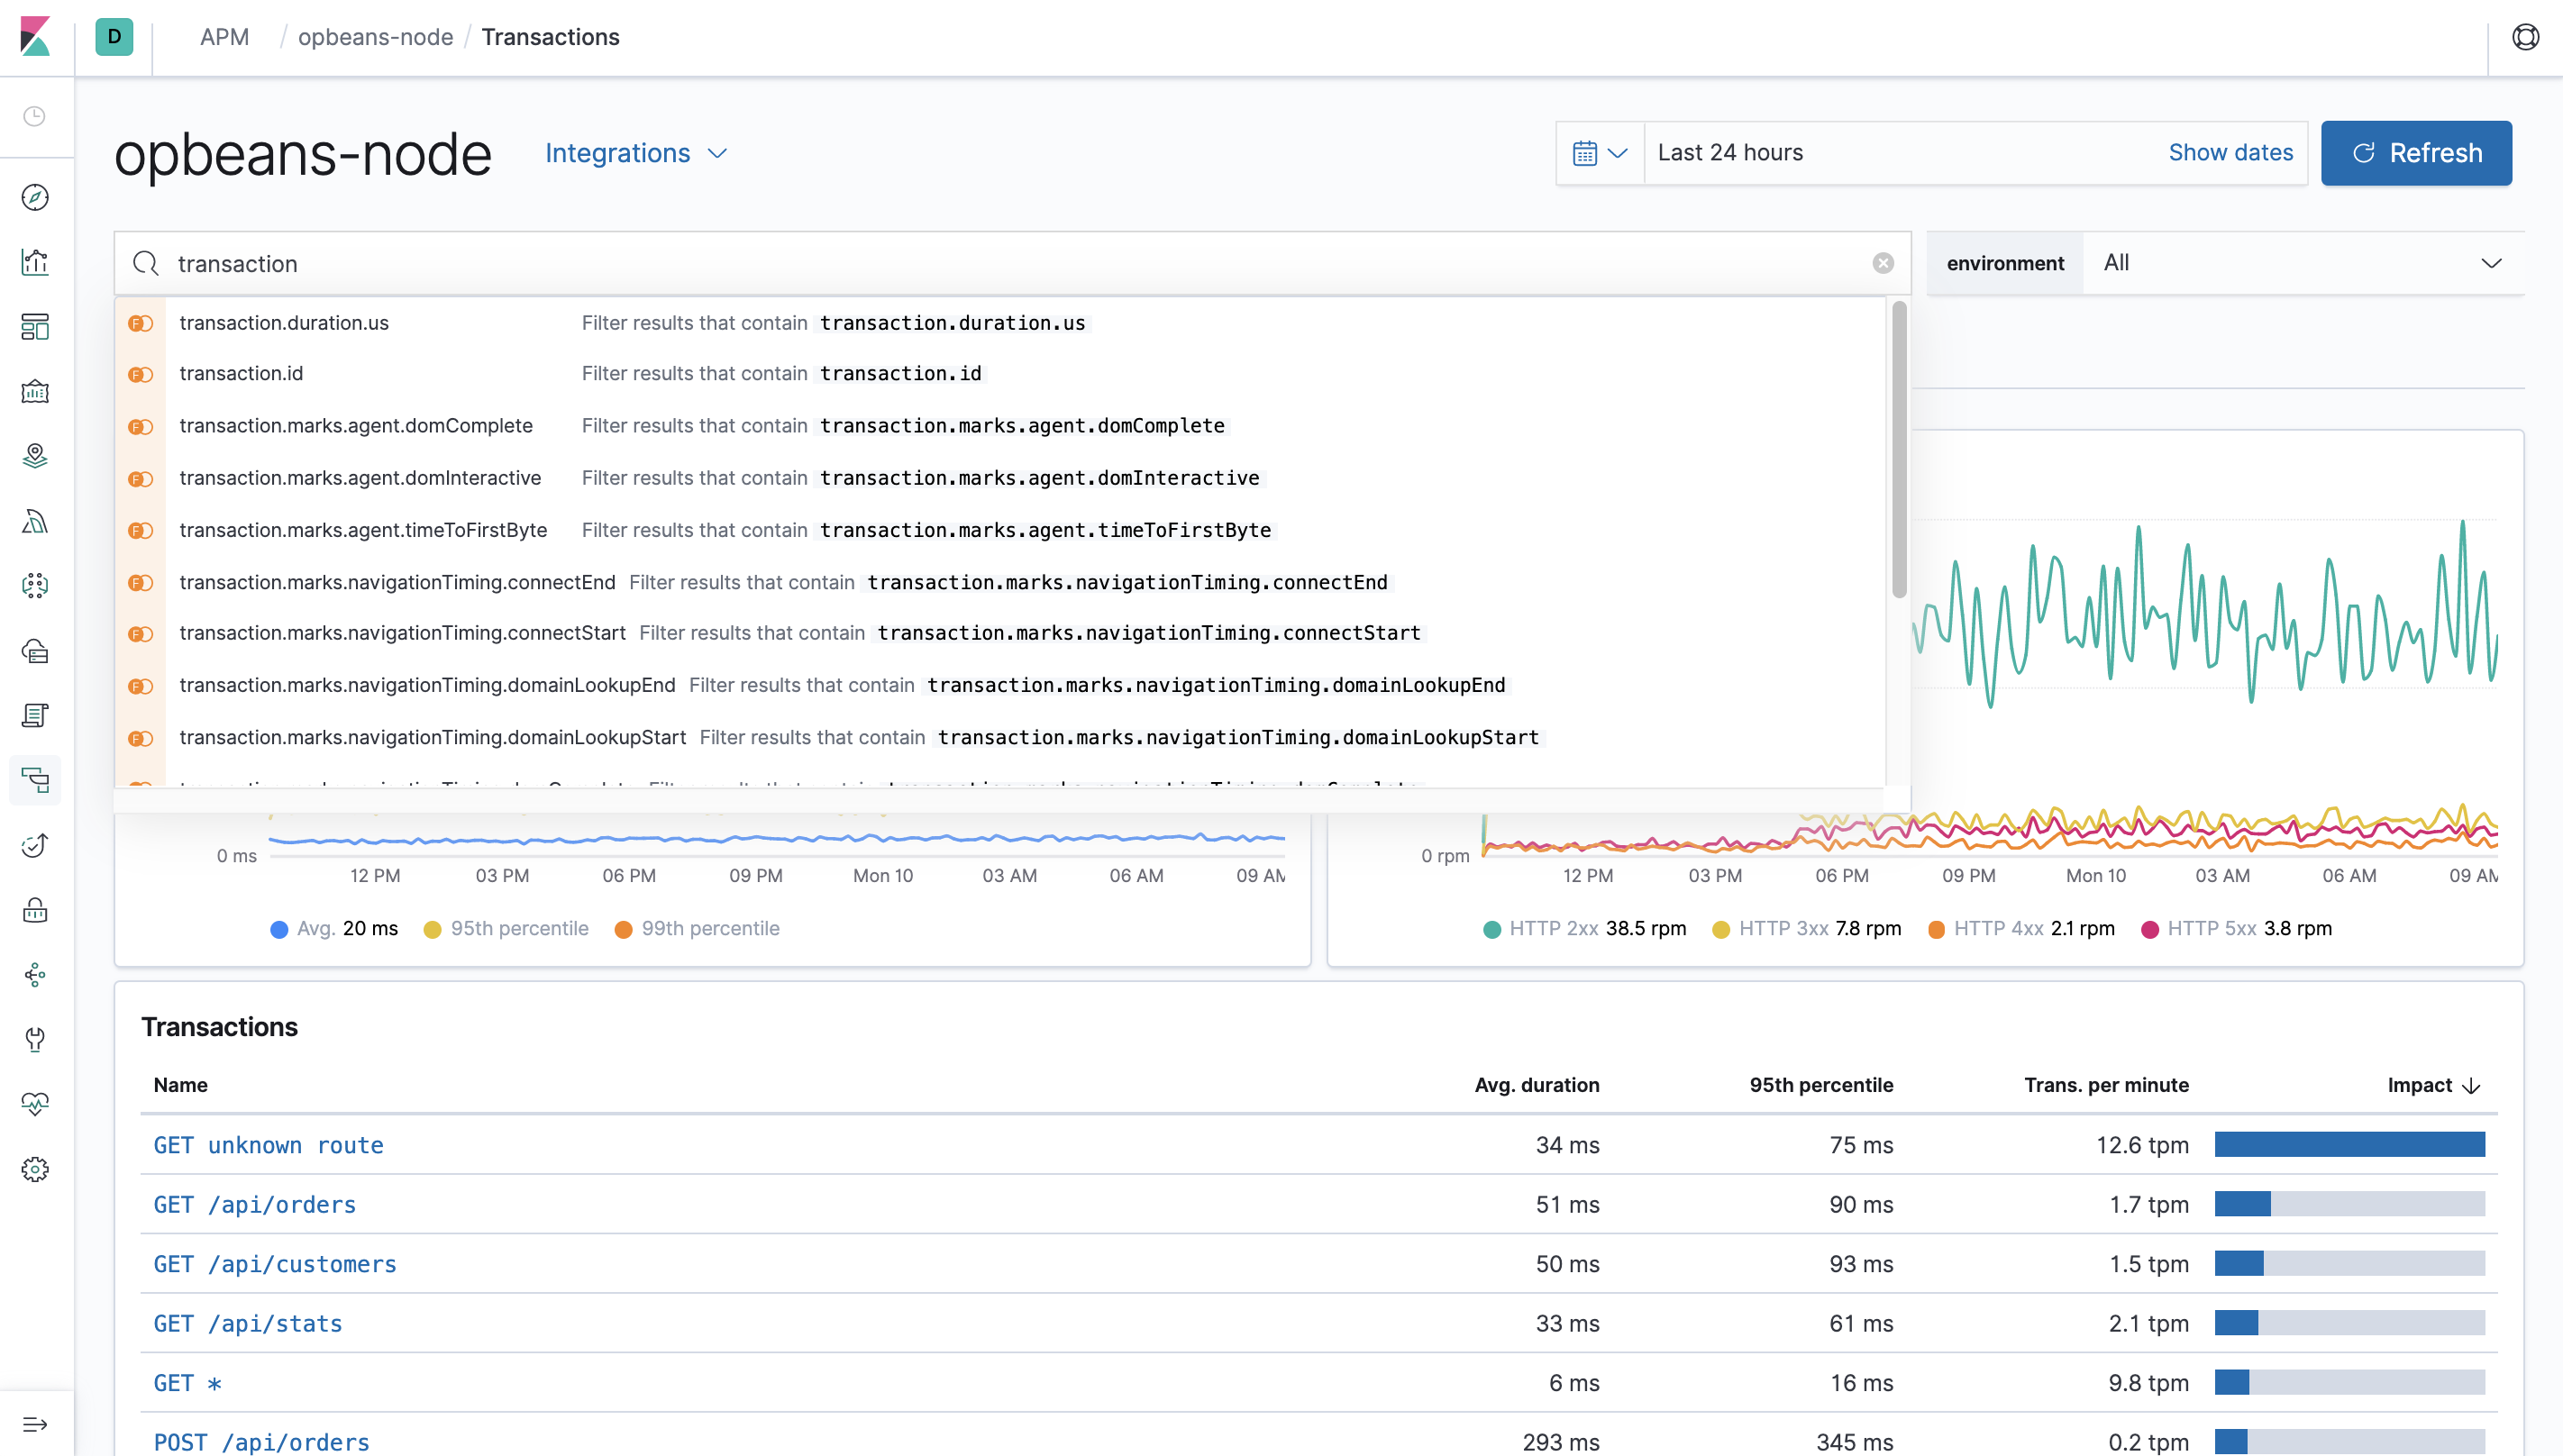 D APM / opbeans-node / Transactions
opbeans-node Integrations Last 24 hours Show dates Refresh
transaction environment All
transaction.duration.us Filter results that contain transaction.duration.us
transaction.id Filter results that contain transaction.id
transaction.marks.agent.domComplete Filter results that contain transaction.marks.agent.domComplete
transaction.marks.agent.domInteractive Filter results that contain transaction.marks.agent.domInteractive
transaction.marks.agent.timeToFirstByte Filter results that contain transaction.marks.agent.timeToFirstByte
transaction.marks.navigationTiming.connectEnd Filter results that contain transaction.marks.navigationTiming.connectEnd
transaction.marks.navigationTiming.connectStart Filter results that contain transaction.marks.navigationTiming.connectStart
transaction.marks.navigationTiming.domainLookupEnd Filter results that contain transaction.marks.navigationTiming.domainLookupEnd
transaction.marks.navigationTiming.domainLookupStart Filter results that contain transaction.marks.navigationTiming.domainLookupStart
0 ms
12 PM 03 PM 06 PM 09 PM Mon 10 03 AM 06 AM 09 AM
Avg. 20 ms 95th percentile 99th percentile
0 rpm
12 PM 03 PM 06 PM 09 PM Mon 10 03 AM 06 AM 09 AM
HTTP 2xx 38.5 rpm HTTP 3xx 7.8 rpm HTTP 4xx 2.1 rpm HTTP 5xx 3.8 rpm
Transactions
Name Avg. duration 95th percentile Trans. per minute Impact
GET unknown route 34 ms 75 ms 12.6 tpm
GET /api/orders 51 ms 90 ms 1.7 tpm
GET /api/customers 50 ms 93 ms 1.5 tpm
GET /api/stats 33 ms 61 ms 2.1 tpm
GET * 6 ms 16 ms 9.8 tpm
POST /api/orders 293 ms 345 ms 0.2 tpm